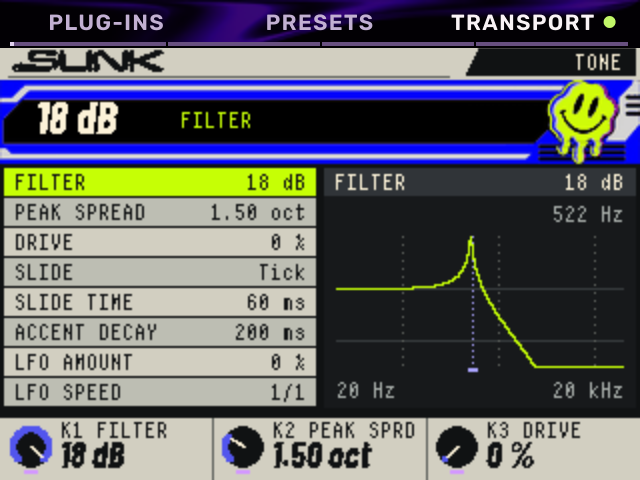 PLUG-INS PRESETS TRANSPORT
SLINK TONE
18 dB FILTER
FILTER 18 dB
PEAK SPREAD 1.50 oct
DRIVE 0 %
SLIDE Tick
SLIDE TIME 60 ms
ACCENT DECAY 200 ms
LFO AMOUNT 0 %
LFO SPEED 1/1
FILTER 18 dB
522 Hz
20 Hz 20 kHz
K1 FILTER
18 dB
K2 PEAK SPRD
1.50 oct
K3 DRIVE
0 %